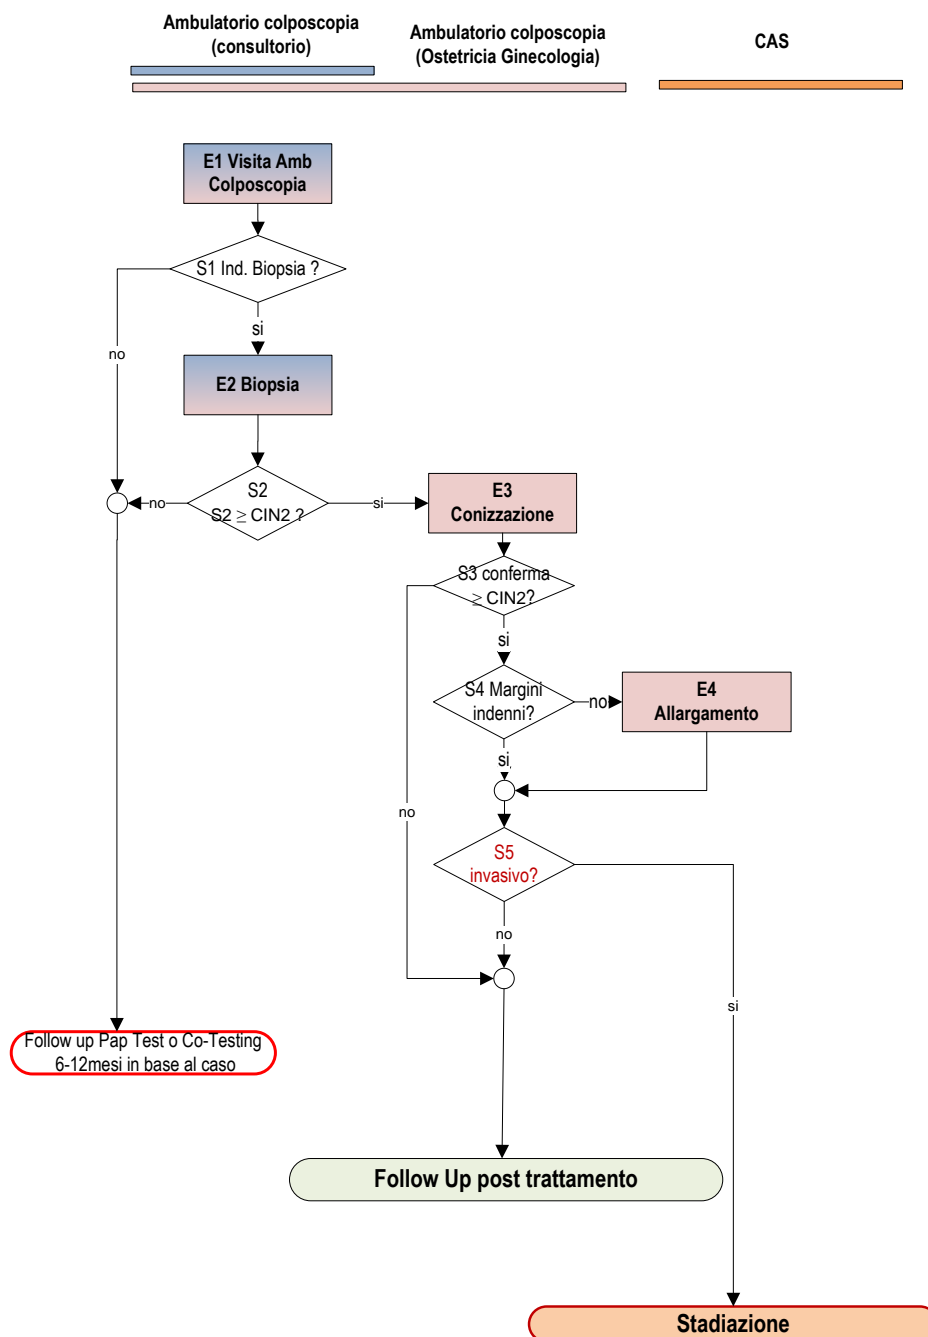 Ambulatorio colposcopia
(consultorio)
Ambulatorio colposcopia
(Ostetricia Ginecologia)
CAS
E1 Visita Amb
Colposcopia
S1 Ind. Biopsia ?
si
no
E2 Biopsia
S2
S2 ≥ CIN2 ?
no
si
E3
Conizzazione
S3 conferma
≥ CIN2?
si
S4 Margini
indenni?
no
E4
Allargamento
si
no
S5
invasivo?
no
si
Follow up Pap Test o Co-Testing
6-12mesi in base al caso
Follow Up post trattamento
Stadiazione